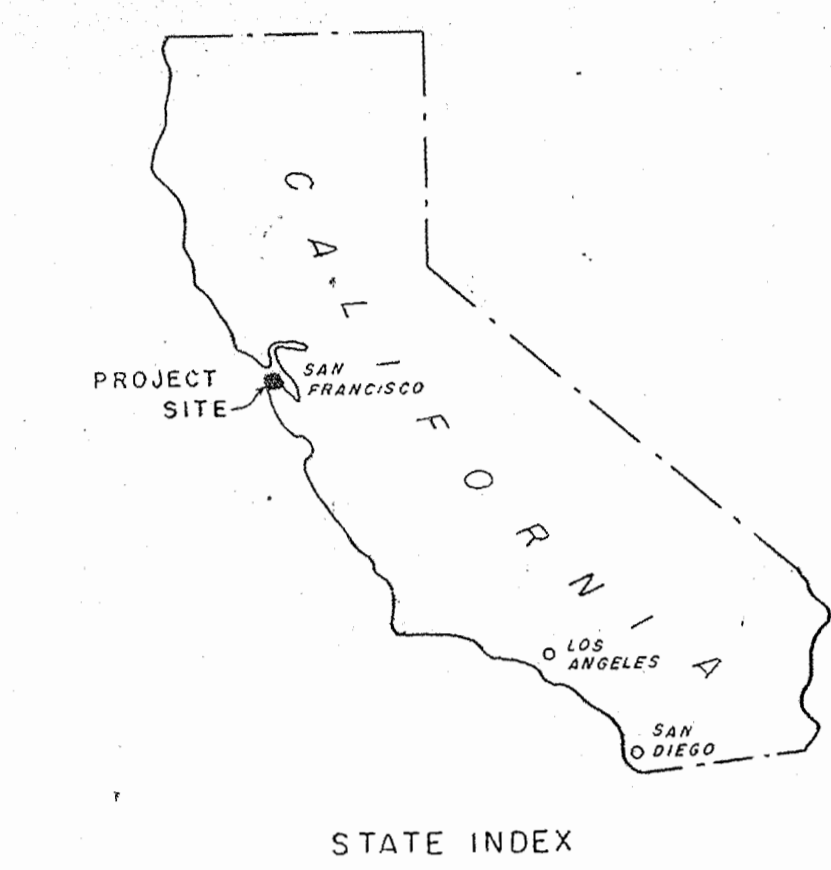 CALIFORNIA
PROJECT
SITE
SAN
FRANCISCO
LOS
ANGELES
SAN
DIEGO
STATE INDEX